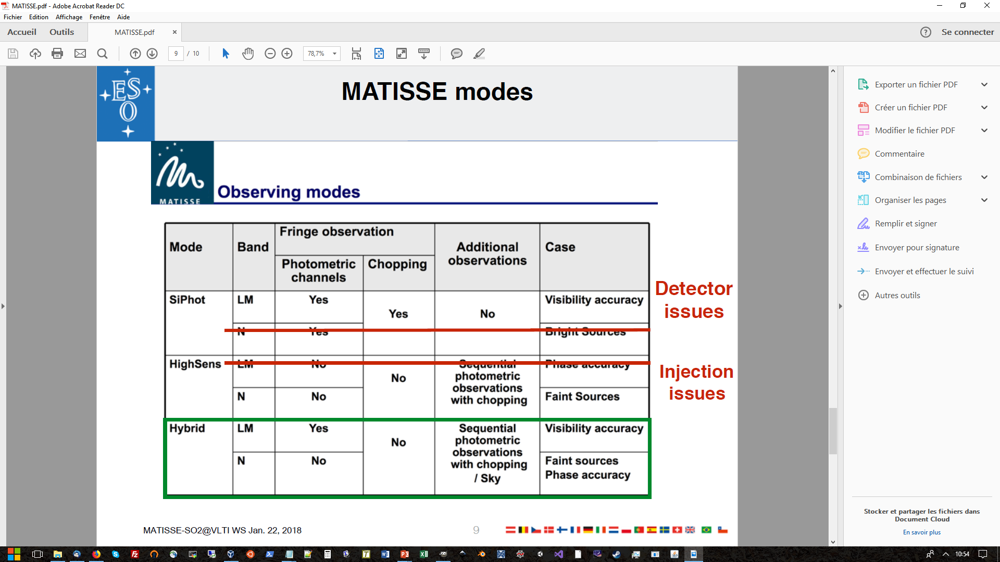 MATISSE.pdf - Adobe Acrobat Reader DC
Fichier Edition Affichage Fenêtre Aide
Accueil Outils MATISSE.pdf × ? Se connecter
9 / 10 78,7%
ESO
MATISSE modes
MATISSE
Observing modes
Mode Band Fringe observation Additional observations Case
Photometric channels Chopping
SiPhot LM Yes Yes No Visibility accuracy
N Yes Bright Sources
Detector
issues
HighSens LM No No Sequential photometric observations with chopping Phase accuracy
N No Faint Sources
Injection
issues
Hybrid LM Yes No Sequential photometric observations with chopping / Sky Visibility accuracy
N No Faint sources Phase accuracy
MATISSE-SO2@VLTI WS Jan. 22, 2018 9
Exporter un fichier PDF
Créer un fichier PDF
Modifier le fichier PDF
Commentaire
Combinaison de fichiers
Organiser les pages
Remplir et signer
Envoyer pour signature
Envoyer et effectuer le suivi
Autres outils
Stocker et partager les fichiers dans
Document Cloud
En savoir plus
10:54